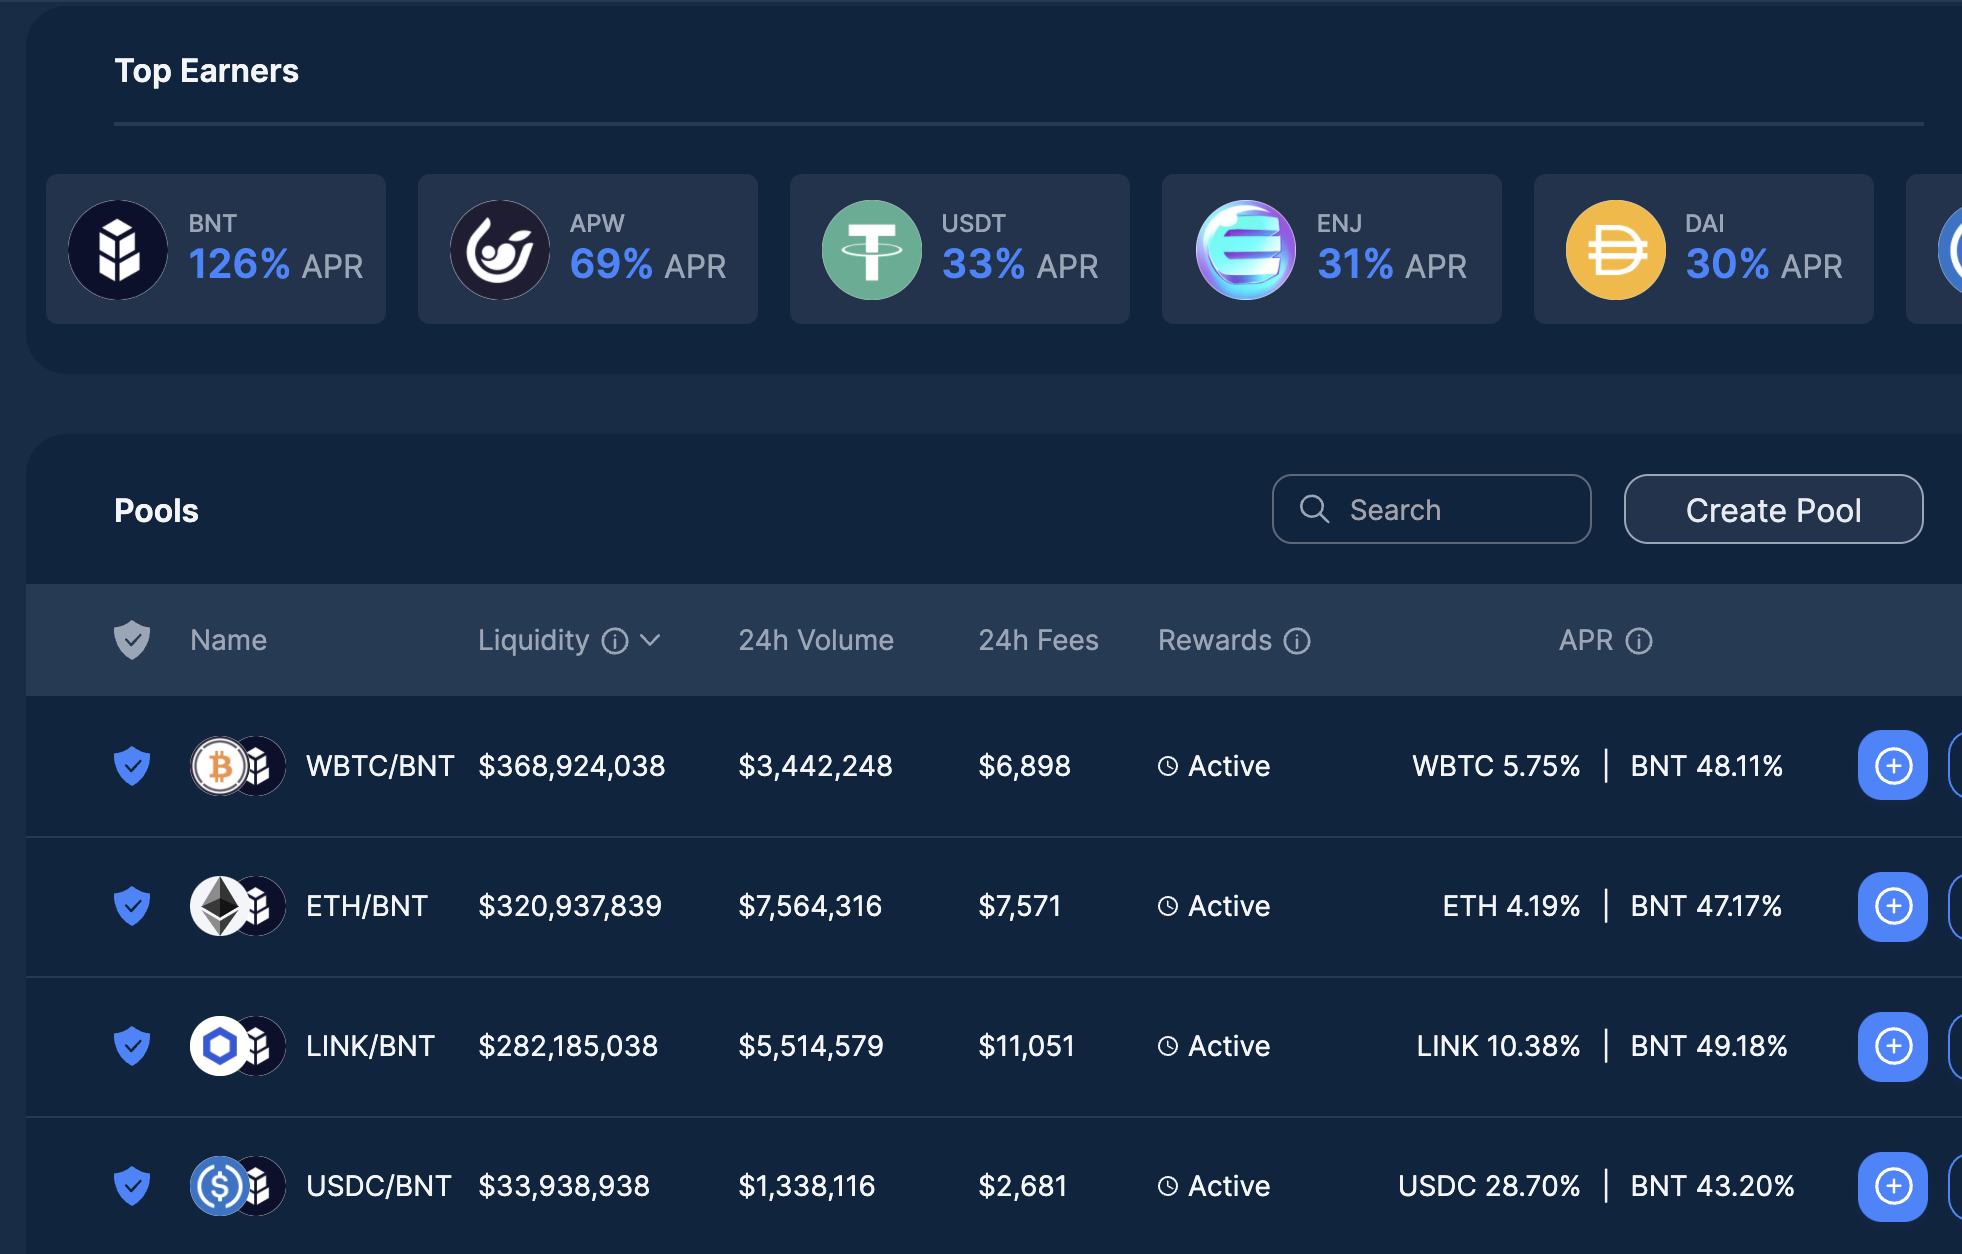 Top Earners
BNT
126% APR
APW
69% APR
USDT
33% APR
ENJ
31% APR
DAI
30% APR
Pools
Search
Create Pool
Name Liquidity 24h Volume 24h Fees Rewards APR
WBTC/BNT $368,924,038 $3,442,248 $6,898 Active WBTC 5.75% | BNT 48.11%
ETH/BNT $320,937,839 $7,564,316 $7,571 Active ETH 4.19% | BNT 47.17%
LINK/BNT $282,185,038 $5,514,579 $11,051 Active LINK 10.38% | BNT 49.18%
USDC/BNT $33,938,938 $1,338,116 $2,681 Active USDC 28.70% | BNT 43.20%